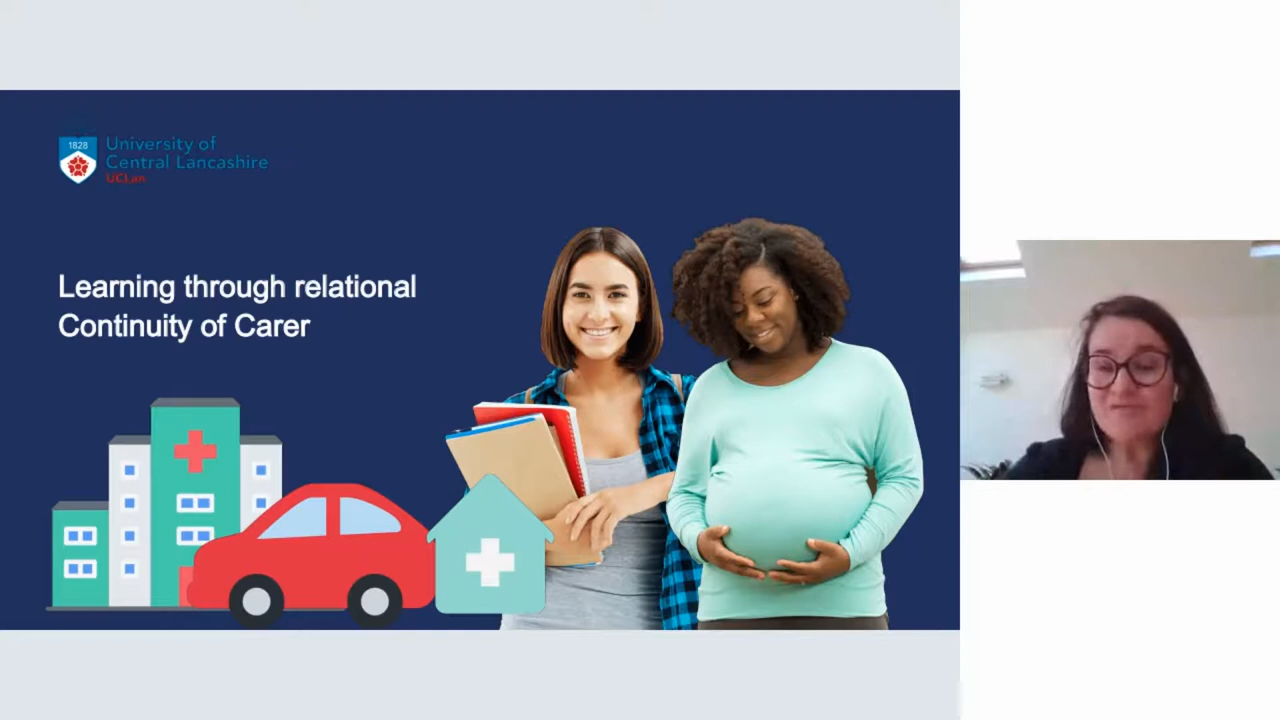 1828
University of
Central Lancashire
UCLan
Learning through relational
Continuity of Carer